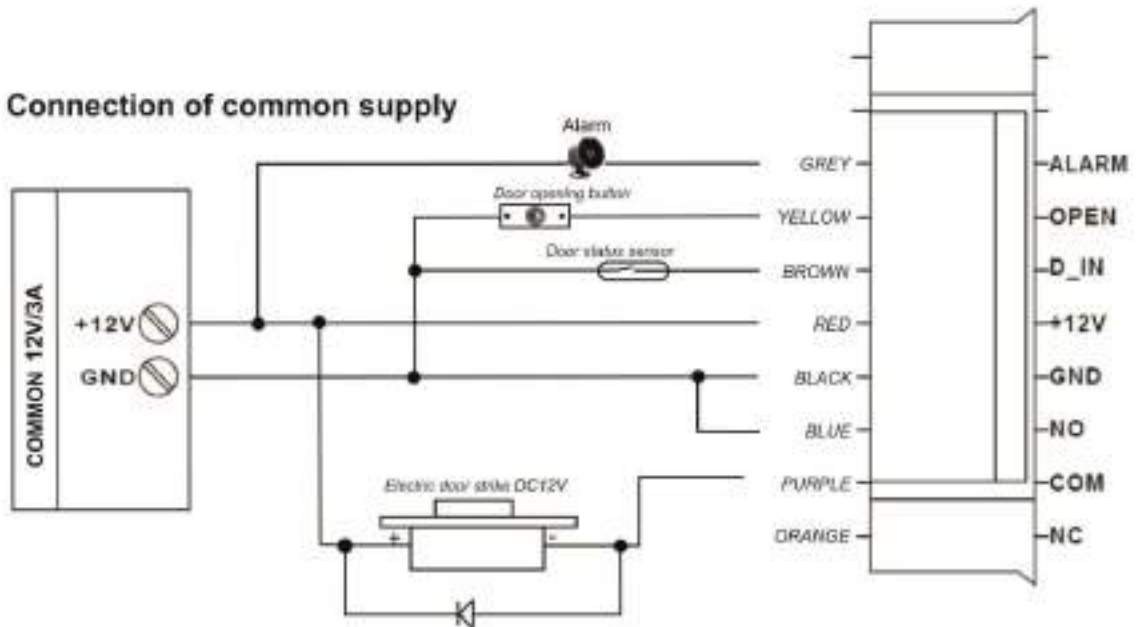 Connection of common supply
Alarm
GREY
ALARM
Door opening button
YELLOW
OPEN
Door status sensor
BROWN
D_IN
COMMON 12V/3A
+12V
RED
+12V
GND
BLACK
GND
BLUE
NO
Electric door strike DC12V
PURPLE
COM
+
-
ORANGE
NC